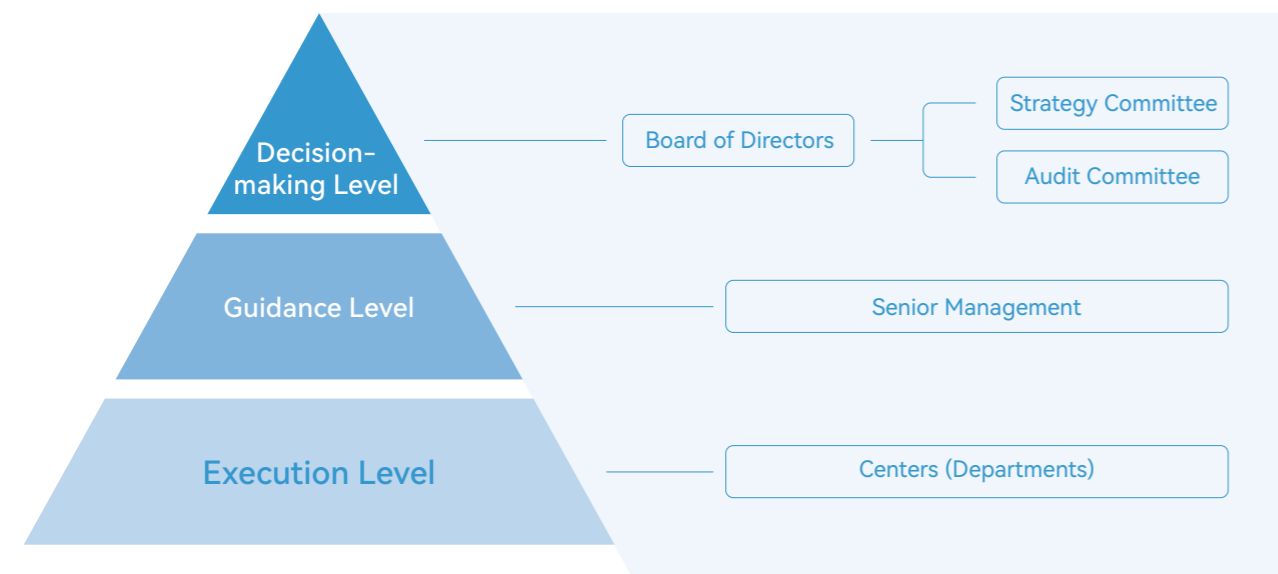 Decision-
making Level
Board of Directors
Strategy Committee
Audit Committee
Guidance Level
Senior Management
Execution Level
Centers (Departments)